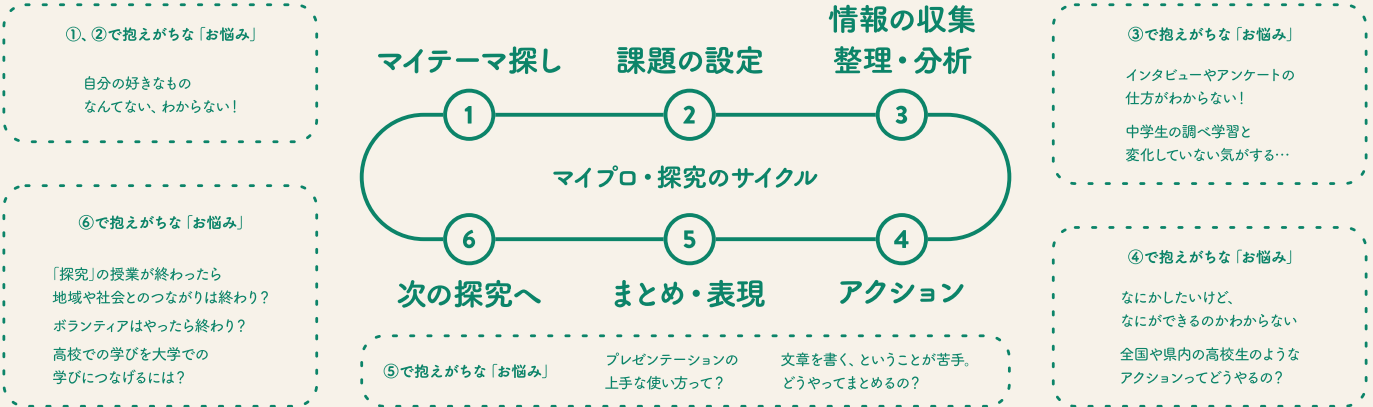 ①、②で抱えがちな「お悩み」
自分の好きなもの
なんてない、わからない！
⑥で抱えがちな「お悩み」
「探究」の授業が終わったら
地域や社会とのつながりは終わり？
ボランティアはやったら終わり？
高校での学びを大学での
学びにつなげるには？
マイテーマ探し
課題の設定
情報の収集
整理・分析
1
2
3
マイプロ・探究のサイクル
6
5
4
次の探究へ
まとめ・表現
アクション
⑤で抱えがちな「お悩み」
プレゼンテーションの
上手な使い方って？
文章を書く、ということが苦手。
どうやってまとめるの？
③で抱えがちな「お悩み」
インタビューやアンケートの
仕方がわからない！
中学生の調べ学習と
変化していない気がする…
④で抱えがちな「お悩み」
なにかしたいけど、
なにができるのかわからない
全国や県内の高校生のような
アクションってどうやるの？